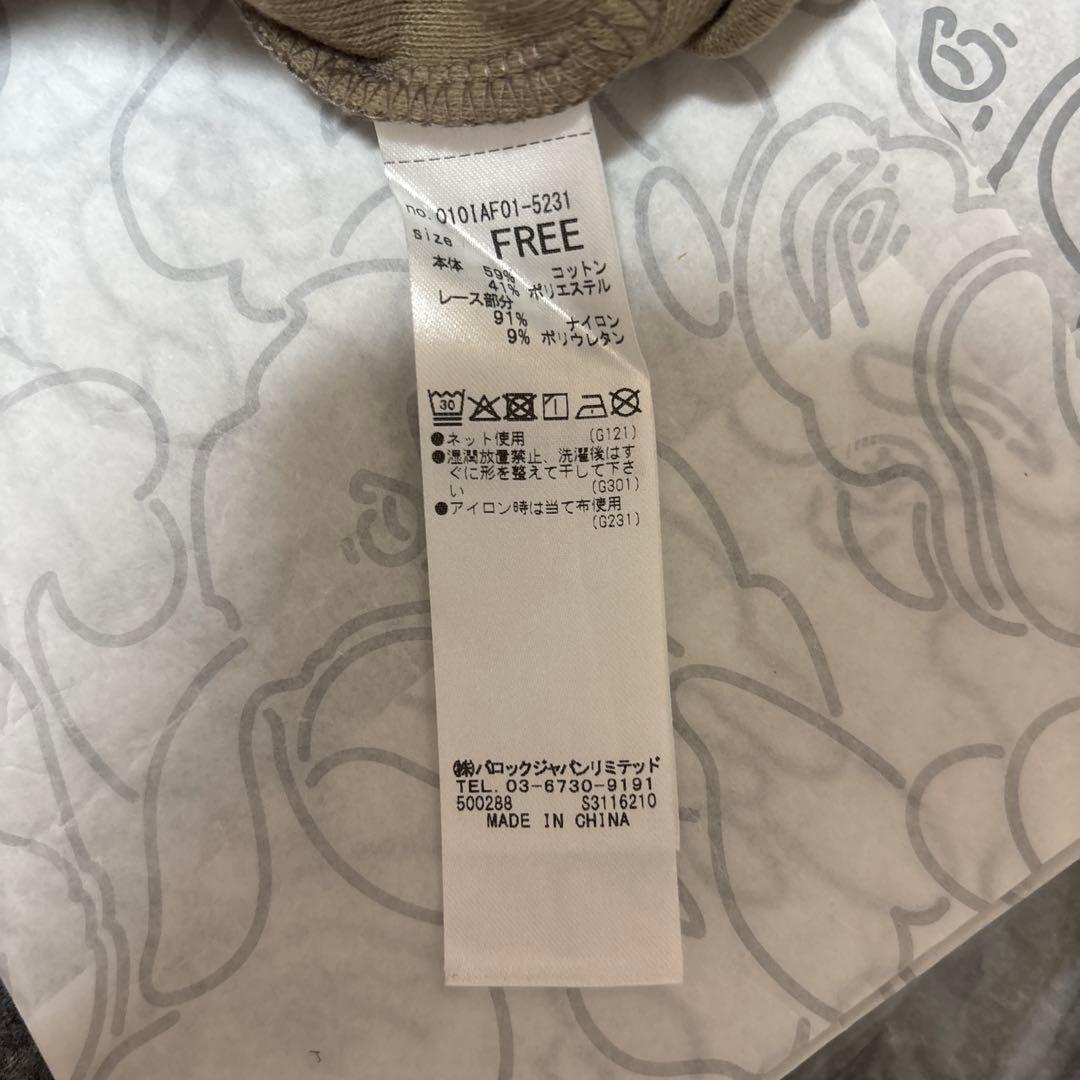 no. 010IAF01-5231
size FREE
本体 59% コットン
41% ポリエステル
レース部分
91% ナイロン
9% ポリウレタン
30
●ネット使用 (G121)
●湿潤放置禁止、洗濯後はす
ぐに形を整えて干して下さ
い (G301)
●アイロン時は当て布使用
(G231)
㈱バロックジャパンリミテッド
TEL. 03-6730-9191
500288 S3116210
MADE IN CHINA